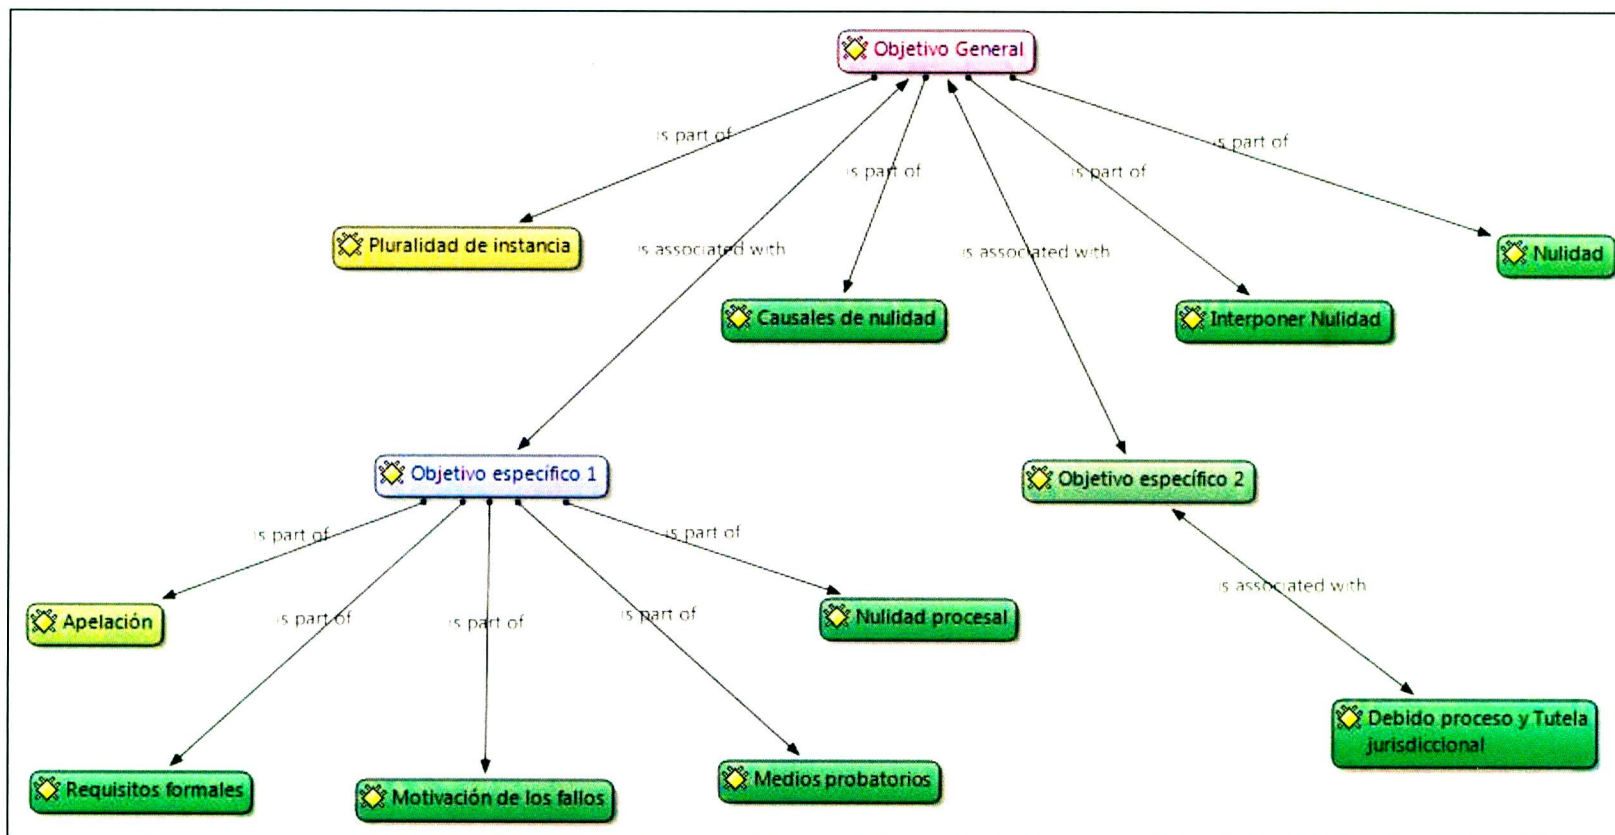 Objetivo General
is part of
is part of
is part of
is part of
Pluralidad de instancia
is associated with
is associated with
Nulidad
Causales de nulidad
Interponer Nulidad
Objetivo específico 1
Objetivo específico 2
is part of
is part of
is part of
is part of
is part of
is associated with
Apelación
Nulidad procesal
Debido proceso y Tutela
jurisdiccional
Requisitos formales
Motivación de los fallos
Medios probatorios